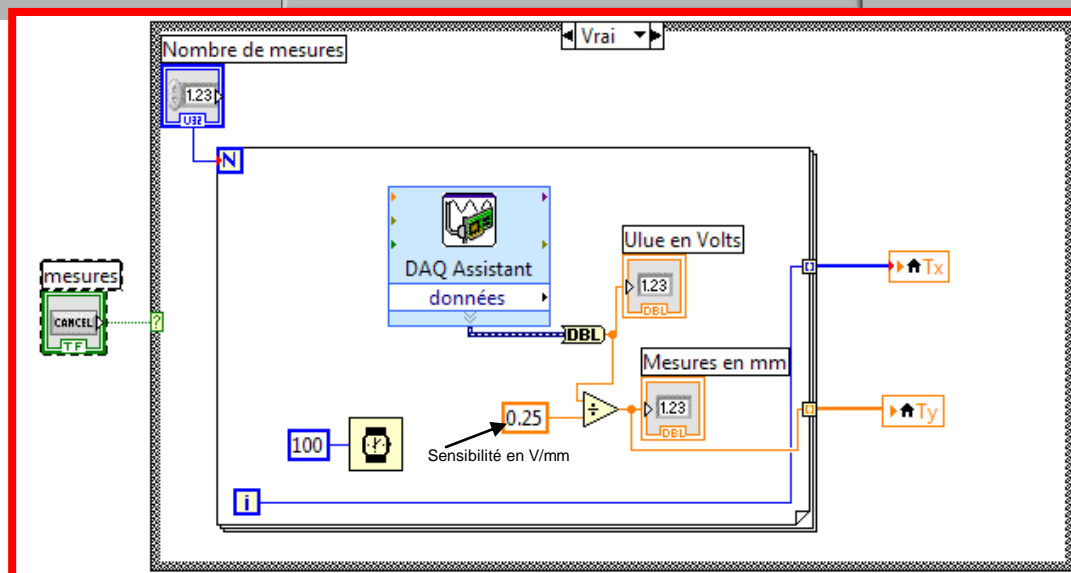 Vrai
Nombre de mesures
1.23
U32
N
mesures
CANCEL
TF
?
DAQ Assistant
données
DBL
Ulue en Volts
1.23
DBL
Mesures en mm
1.23
DBL
0.25
÷
Sensibilité en V/mm
100
i
Tx
Ty